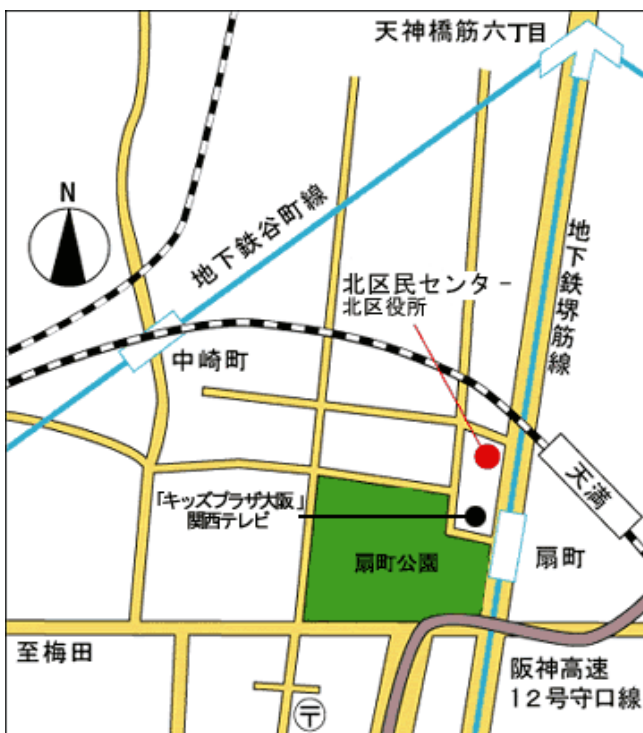 天神橋筋六丁目
N
地下鉄谷町線
地下鉄堺筋線
北区民センター
北区役所
中崎町
天満
「キッズプラザ大阪」
関西テレビ
扇町公園
扇町
至梅田
阪神高速
12号守口線
〒